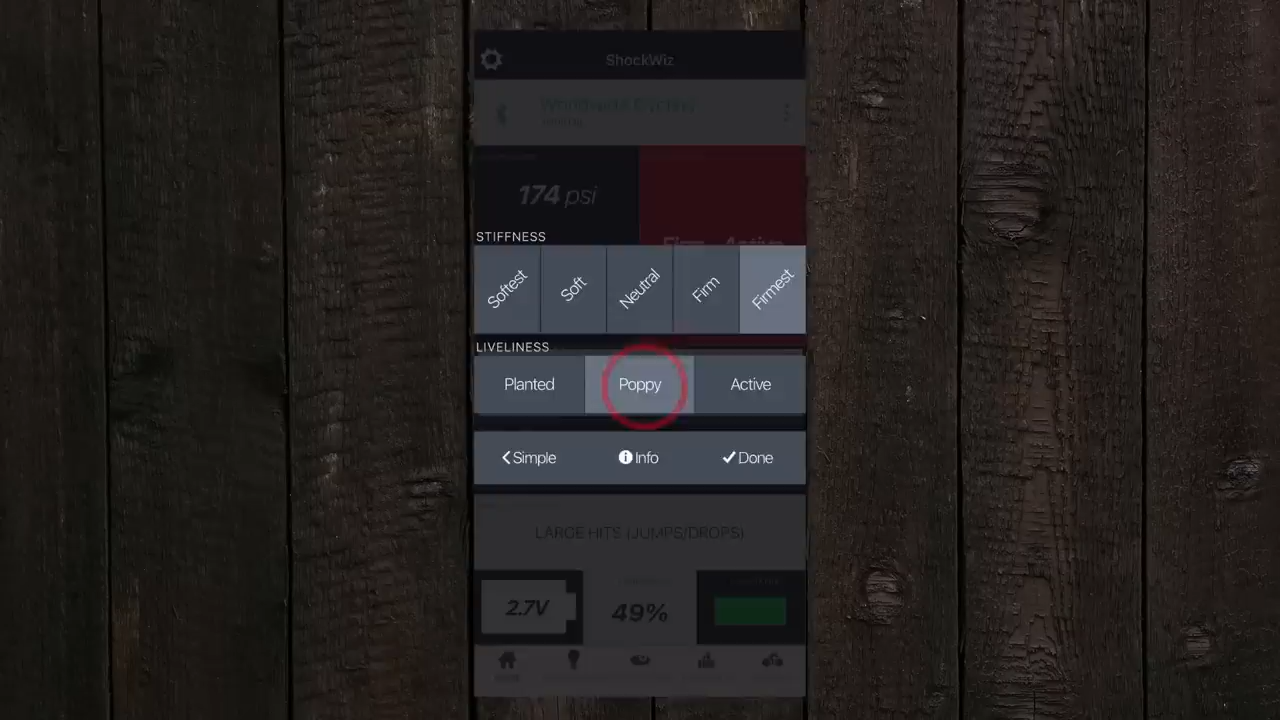 ShockWiz
174 psi
STIFFNESS
Softest Soft Neutral Firm Firmest
LIVELINESS
Planted Poppy Active
Simple Info Done
LARGE HITS (JUMPS/DROPS)
2.7V 49%